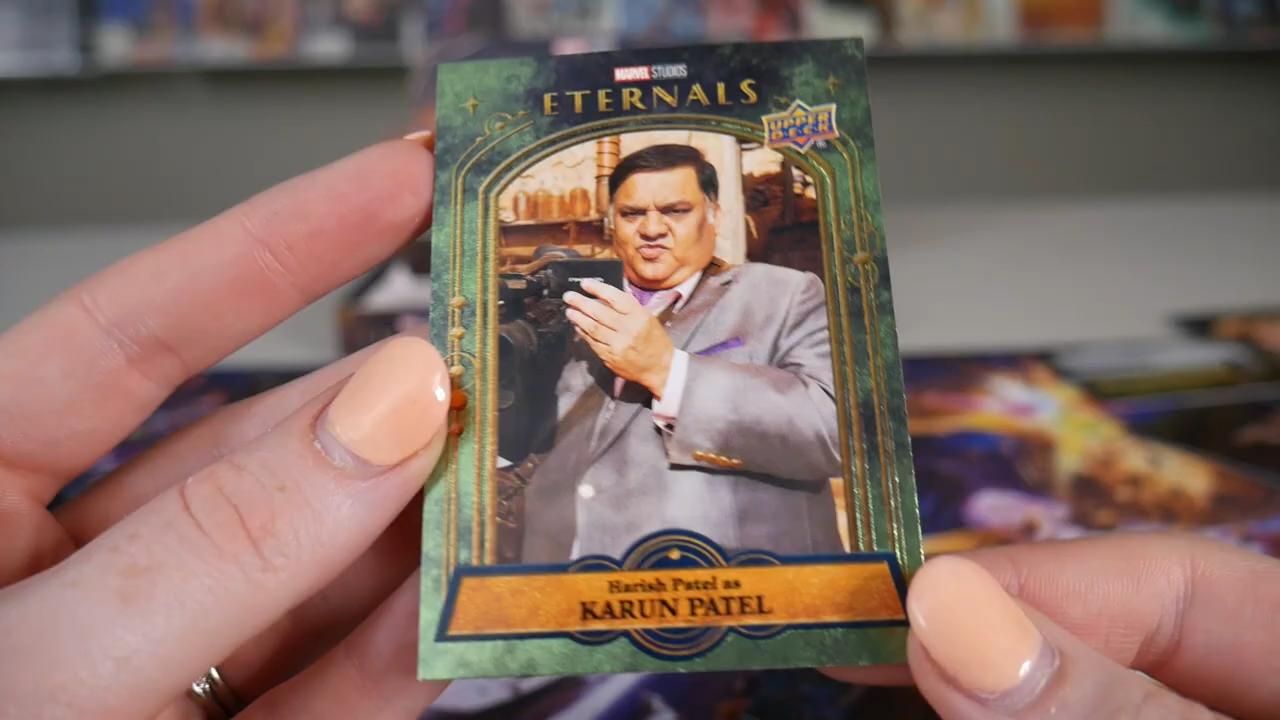 MARVEL STUDIOS
ETERNALS
UPPER
DECK
Harish Patel as
KARUN PATEL